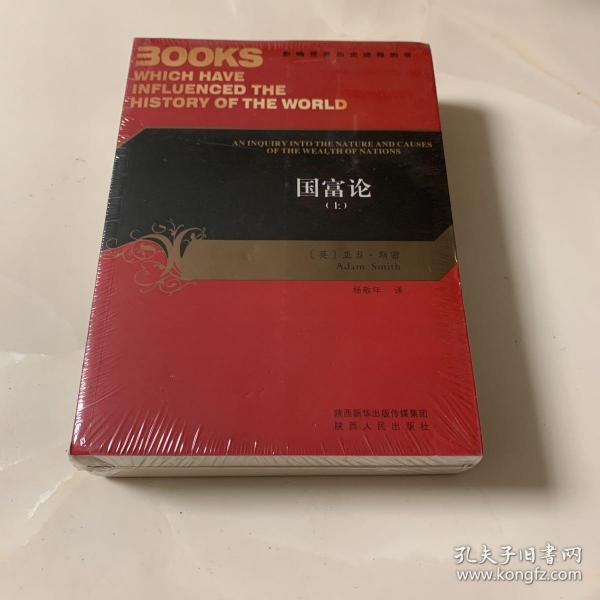 BOOKS
WHICH HAVE
INFLUENCED THE
HISTORY OF THE WORLD
影响世界历史进程的书
AN INQUIRY INTO THE NATURE AND CAUSES
OF THE WEALTH OF NATIONS
国富论
（上）
〔英〕亚当·斯密
Adam Smith
杨敬年 译
陕西新华出版传媒集团
陕西人民出版社
孔夫子旧书网
www.kongfz.com